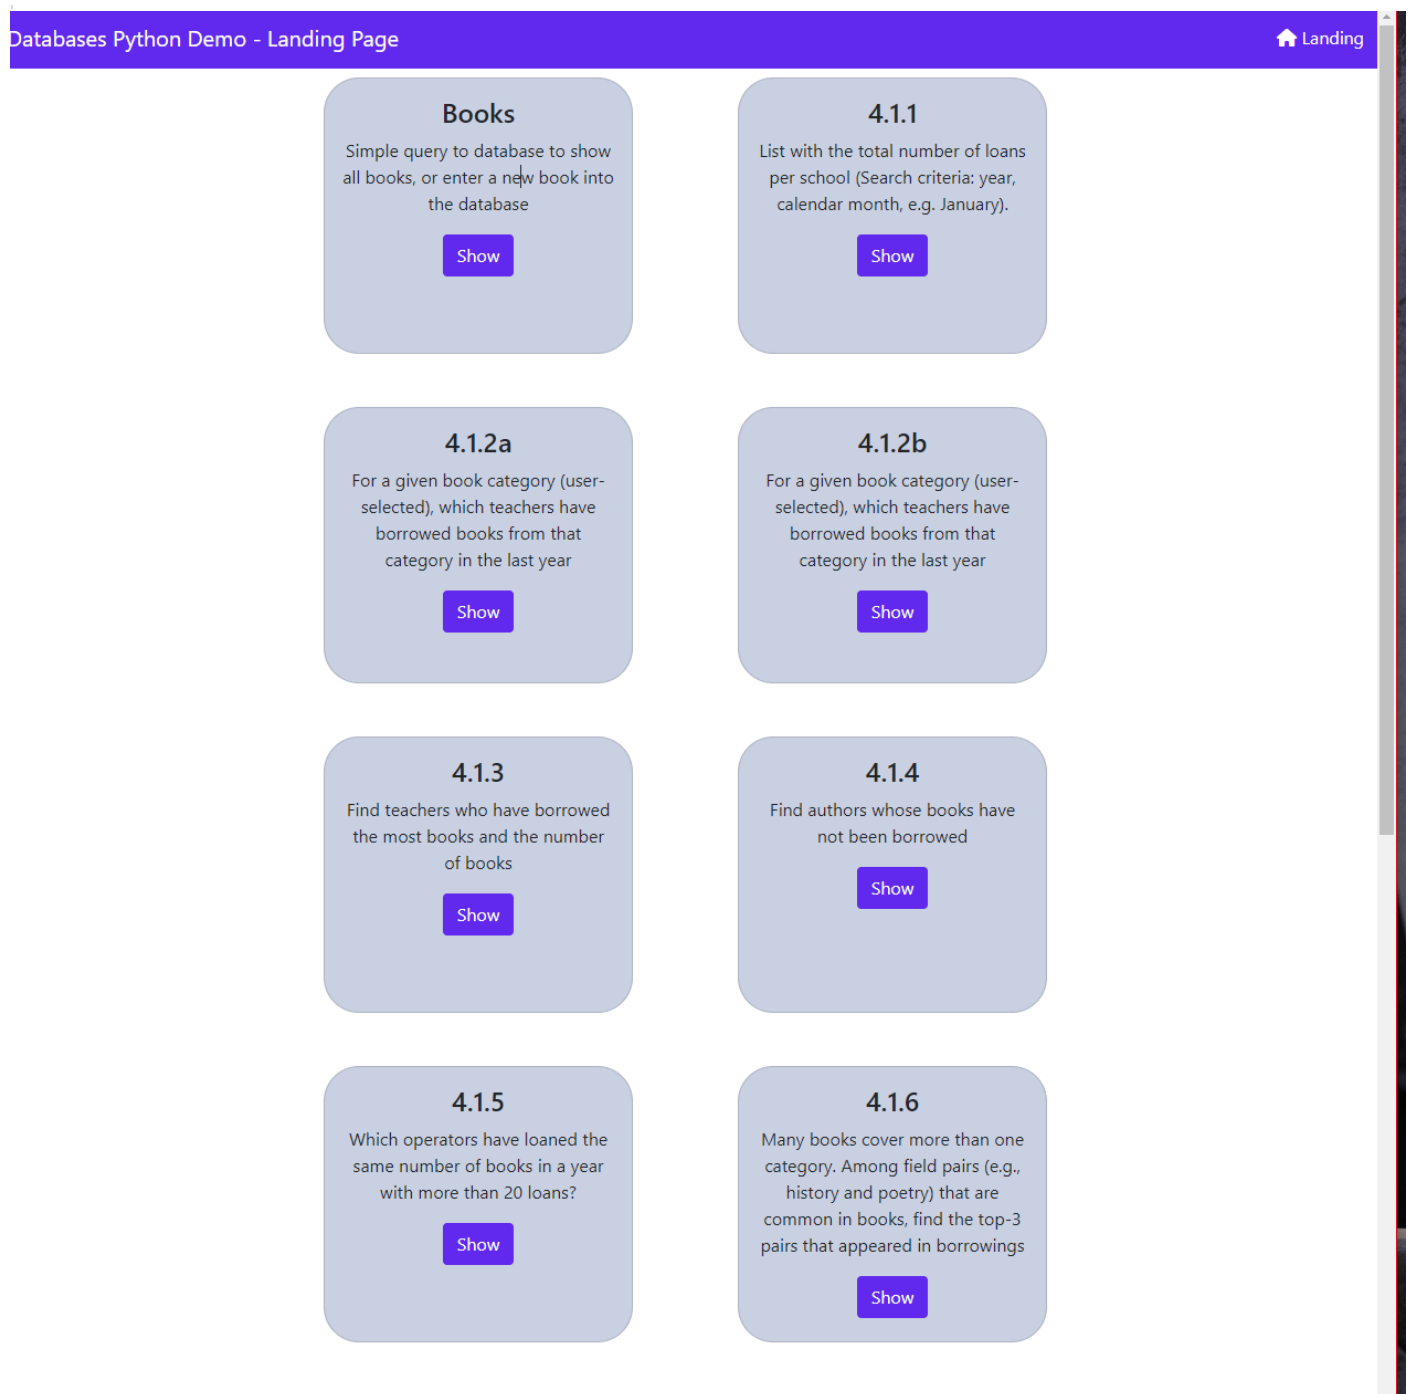 Databases Python Demo - Landing Page
Landing
Books
Simple query to database to show
all books, or enter a new book into
the database
Show
4.1.1
List with the total number of loans
per school (Search criteria: year,
calendar month, e.g. January).
Show
4.1.2a
For a given book category (user-
selected), which teachers have
borrowed books from that
category in the last year
Show
4.1.2b
For a given book category (user-
selected), which teachers have
borrowed books from that
category in the last year
Show
4.1.3
Find teachers who have borrowed
the most books and the number
of books
Show
4.1.4
Find authors whose books have
not been borrowed
Show
4.1.5
Which operators have loaned the
same number of books in a year
with more than 20 loans?
Show
4.1.6
Many books cover more than one
category. Among field pairs (e.g.,
history and poetry) that are
common in books, find the top-3
pairs that appeared in borrowings
Show